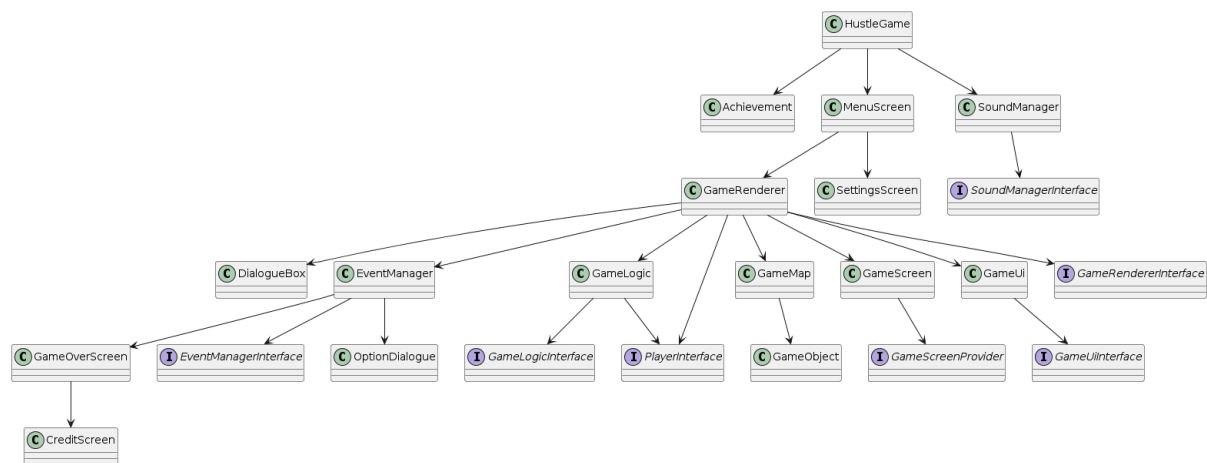 C HustleGame
C Achievement
C MenuScreen
C SoundManager
C GameRenderer
C SettingsScreen
I SoundManagerInterface
C DialogueBox
C EventManager
C GameLogic
C GameMap
C GameScreen
C GameUi
I GameRendererInterface
C GameOverScreen
I EventManagerInterface
C OptionDialogue
I GameLogicInterface
I PlayerInterface
C GameObject
I GameScreenProvider
I GameUiInterface
C CreditScreen